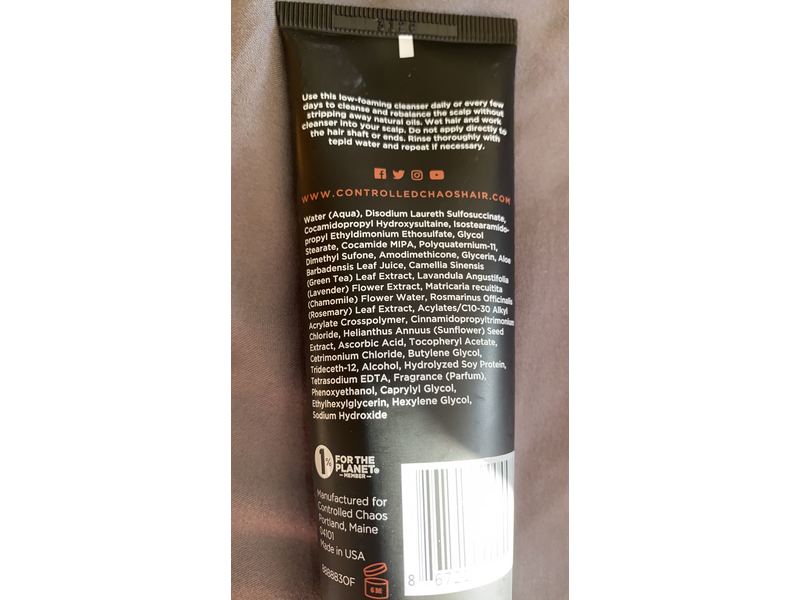 Use this low-foaming cleanser daily or every few
days to cleanse and rebalance the scalp without
stripping away natural oils. Wet hair and work
cleanser into your scalp. Do not apply directly to
the hair shaft or ends. Rinse thoroughly with
tepid water and repeat if necessary.
WWW.CONTROLLEDCHAOSHAIR.COM
Water (Aqua), Disodium Laureth Sulfosuccinate,
Cocamidopropyl Hydroxysultaine, Isostearamido-
propyl Ethyldimonium Ethosulfate, Glycol
Stearate, Cocamide MIPA, Polyquaternium-11,
Dimethyl Sufone, Amodimethicone, Glycerin, Aloe
Barbadensis Leaf Juice, Camellia Sinensis
(Green Tea) Leaf Extract, Lavandula Angustifolia
(Lavender) Flower Extract, Matricaria recuitita
(Chamomile) Flower Water, Rosmarinus Officinalis
(Rosemary) Leaf Extract, Acylates/C10-30 Alkyl
Acrylate Crosspolymer, Cinnamidopropyltrimonium
Chloride, Helianthus Annuus (Sunflower) Seed
Extract, Ascorbic Acid, Tocopheryl Acetate,
Cetrimonium Chloride, Butylene Glycol,
Trideceth-12, Alcohol, Hydrolyzed Soy Protein,
Tetrasodium EDTA, Fragrance (Parfum),
Phenoxyethanol, Caprylyl Glycol,
Ethylhexylglycerin, Hexylene Glycol,
Sodium Hydroxide
1% FOR THE
PLANET®
MEMBER
Manufactured for
Controlled Chaos
Portland, Maine
04101
Made in USA
888830F
6M
8 672